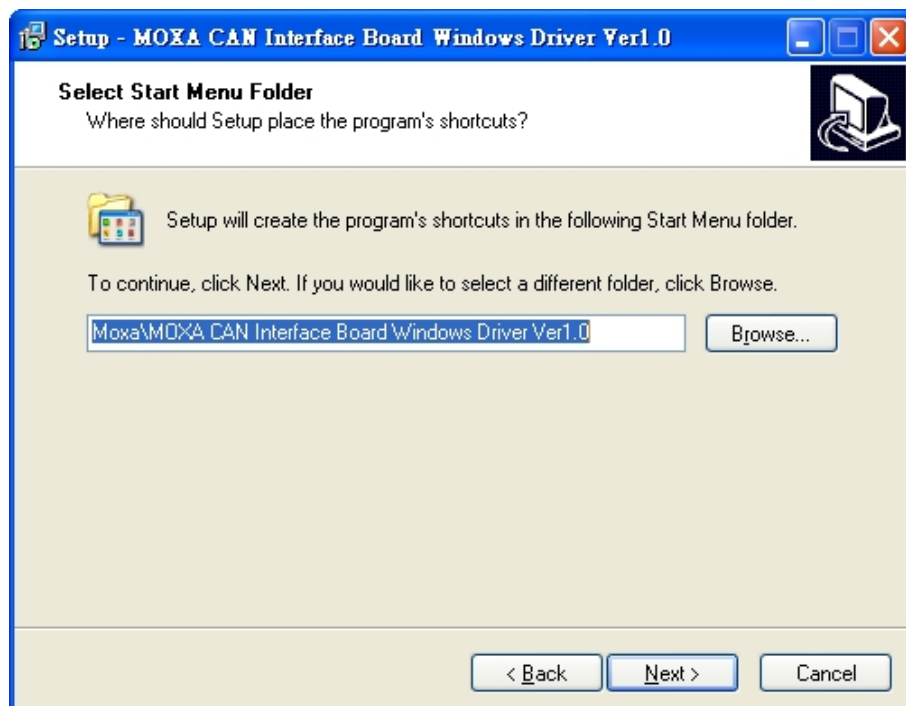 Setup - MOXA CAN Interface Board Windows Driver Ver1.0
Select Start Menu Folder
Where should Setup place the program's shortcuts?
Setup will create the program's shortcuts in the following Start Menu folder.
To continue, click Next. If you would like to select a different folder, click Browse.
Moxa\MOXA CAN Interface Board Windows Driver Ver1.0
Browse...
< Back
Next >
Cancel